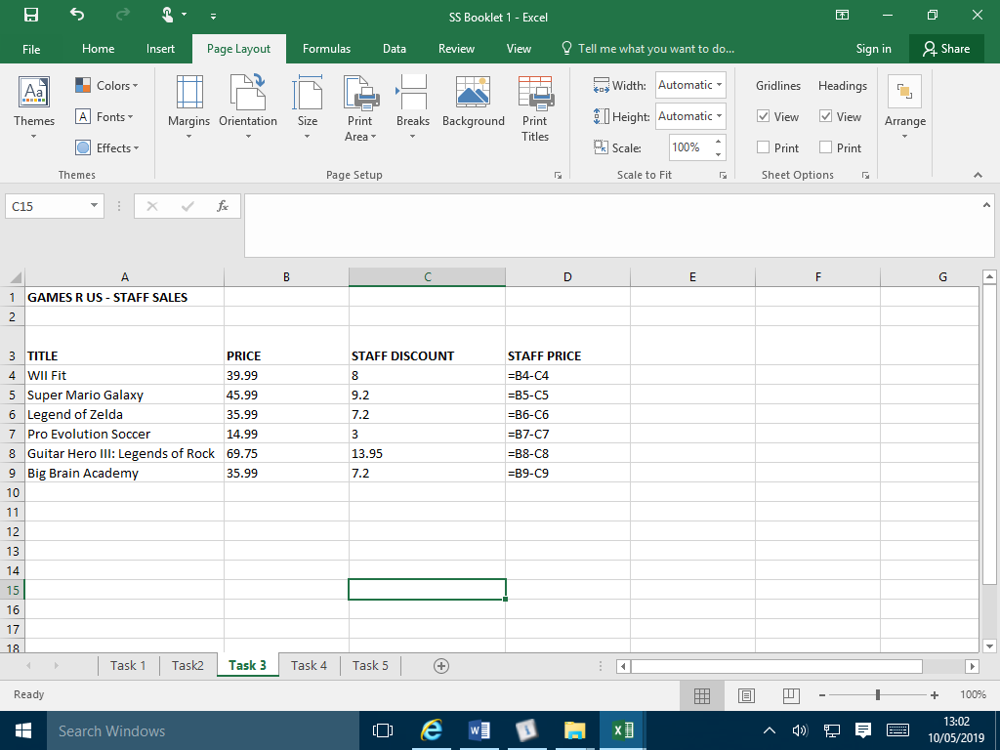 SS Booklet 1 - Excel
File Home Insert Page Layout Formulas Data Review View Tell me what you want to do... Sign in Share
Themes
Colors
Fonts
Effects
Themes
Margins Orientation Size Print Area Breaks Background Print Titles
Page Setup
Width: Automatic
Height: Automatic
Scale: 100%
Scale to Fit
Gridlines Headings
View View
Print Print
Sheet Options
Arrange
C15 fx
A B C D E F G
1 GAMES R US - STAFF SALES
2
3 TITLE PRICE STAFF DISCOUNT STAFF PRICE
4 WII Fit 39.99 8 =B4-C4
5 Super Mario Galaxy 45.99 9.2 =B5-C5
6 Legend of Zelda 35.99 7.2 =B6-C6
7 Pro Evolution Soccer 14.99 3 =B7-C7
8 Guitar Hero III: Legends of Rock 69.75 13.95 =B8-C8
9 Big Brain Academy 35.99 7.2 =B9-C9
10
11
12
13
14
15
16
17
18
Task 1 Task2 Task 3 Task 4 Task 5
Ready 100%
Search Windows
13:02
10/05/2019